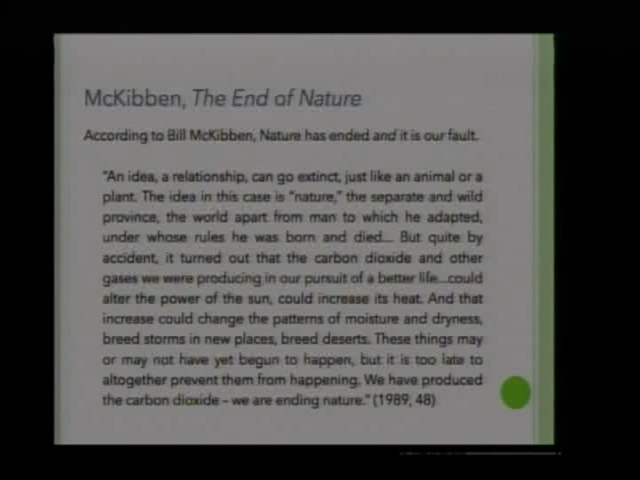 McKibben, The End of Nature
According to Bill McKibben, Nature has ended and it is our fault.
"An idea, a relationship, can go extinct, just like an animal or a
plant. The idea in this case is "nature," the separate and wild
province, the world apart from man to which he adapted,
under whose rules he was born and died... But quite by
accident, it turned out that the carbon dioxide and other
gases we were producing in our pursuit of a better life...could
alter the power of the sun, could increase its heat. And that
increase could change the patterns of moisture and dryness,
breed storms in new places, breed deserts. These things may
or may not have yet begun to happen, but it is too late to
altogether prevent them from happening. We have produced
the carbon dioxide – we are ending nature." (1989, 48)